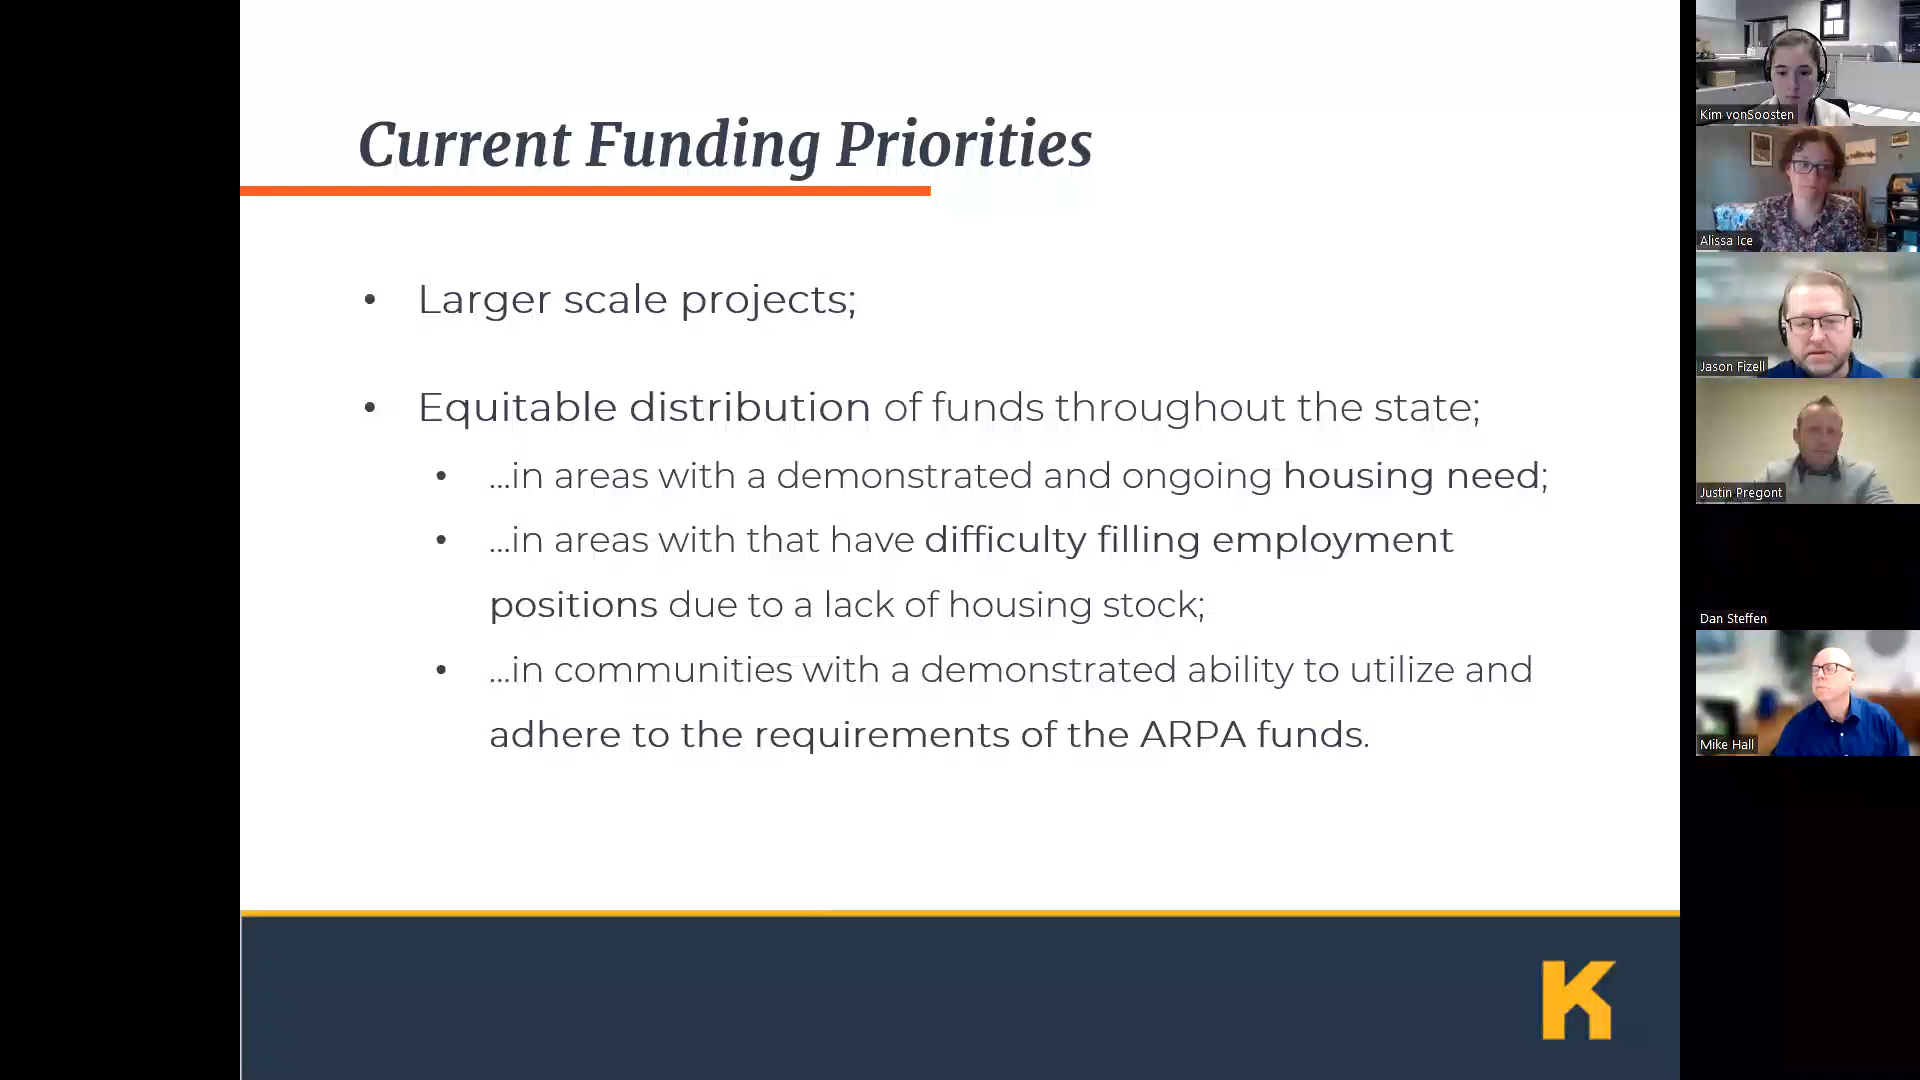 Current Funding Priorities
• Larger scale projects;
• Equitable distribution of funds throughout the state;
• ...in areas with a demonstrated and ongoing housing need;
• ...in areas with that have difficulty filling employment
positions due to a lack of housing stock;
• ...in communities with a demonstrated ability to utilize and
adhere to the requirements of the ARPA funds.
K
Kim vonSoosten
Alissa Ice
Jason Fizell
Justin Pregont
Dan Steffen
Mike Hall